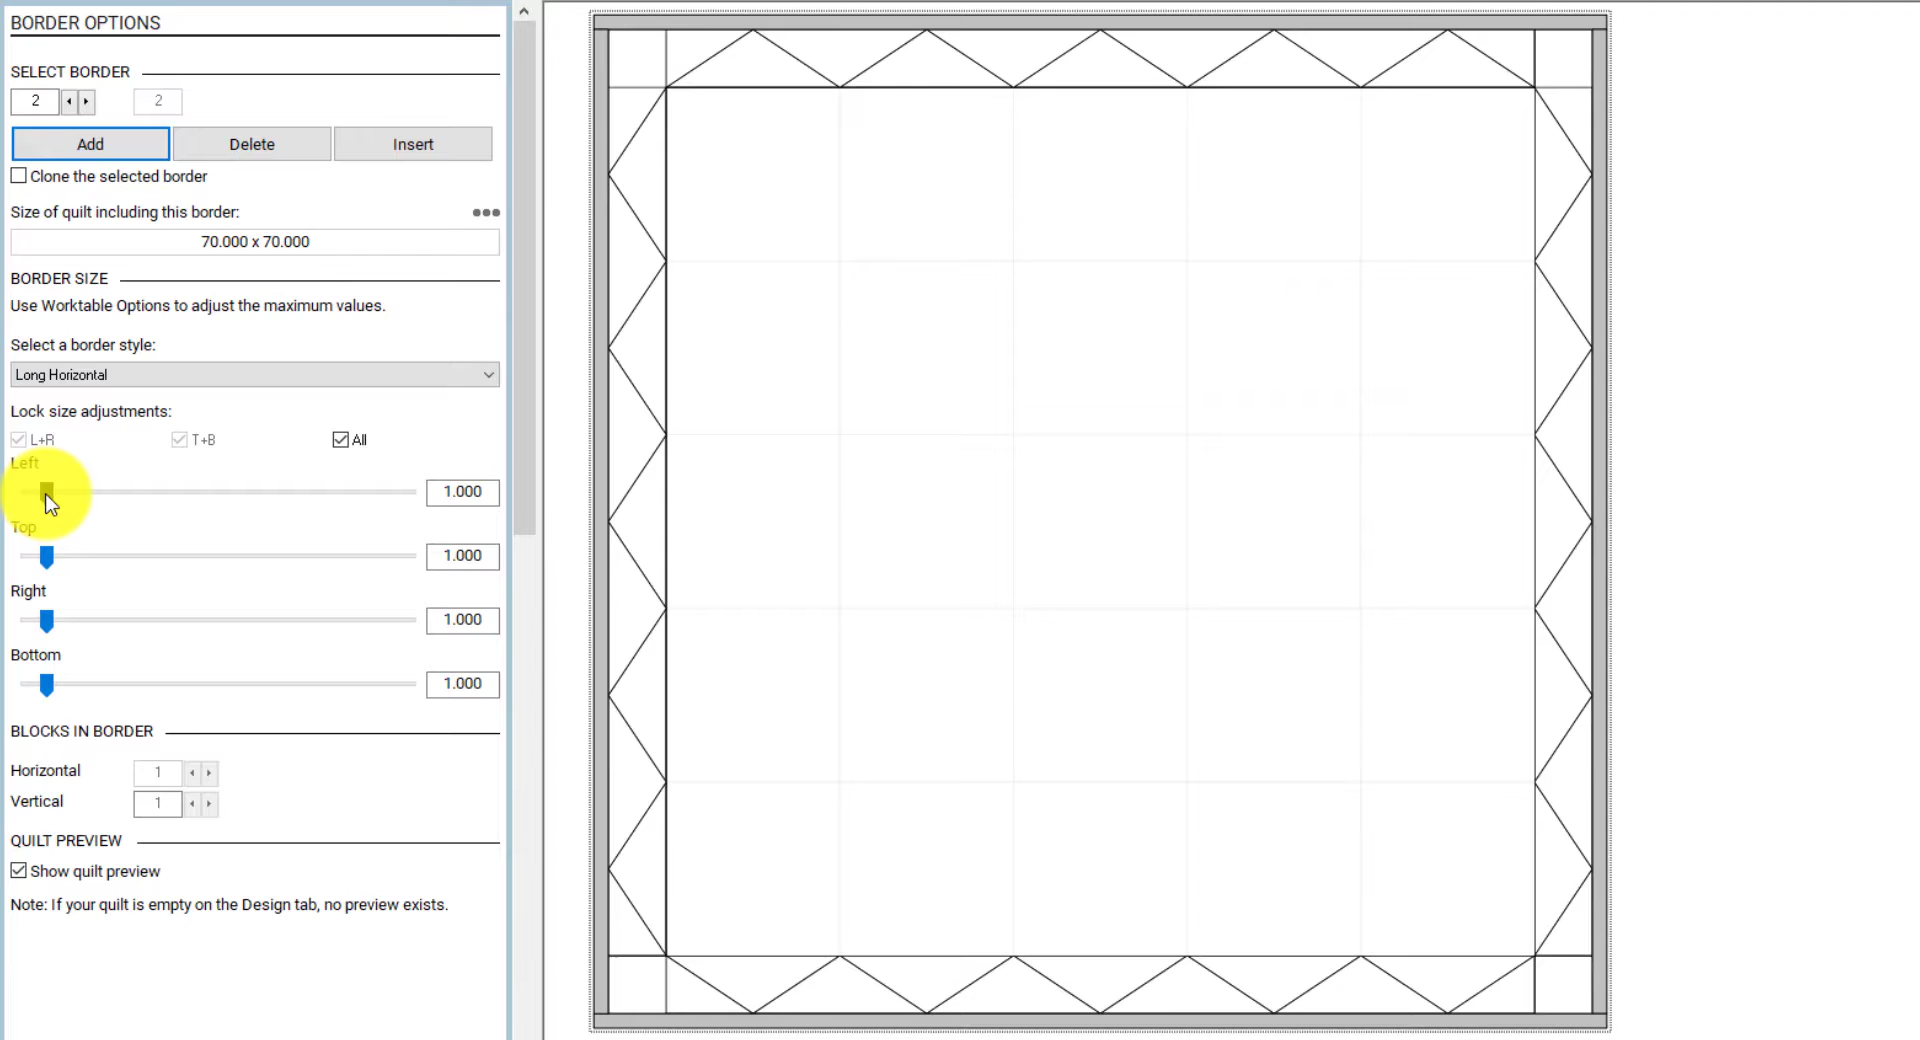 BORDER OPTIONS
SELECT BORDER
2 2
Add Delete Insert
Clone the selected border
Size of quilt including this border:
70.000 x 70.000
BORDER SIZE
Use Worktable Options to adjust the maximum values.
Select a border style:
Long Horizontal
Lock size adjustments:
L+R T+B All
Left
1.000
Top
1.000
Right
1.000
Bottom
1.000
BLOCKS IN BORDER
Horizontal 1
Vertical 1
QUILT PREVIEW
Show quilt preview
Note: If your quilt is empty on the Design tab, no preview exists.